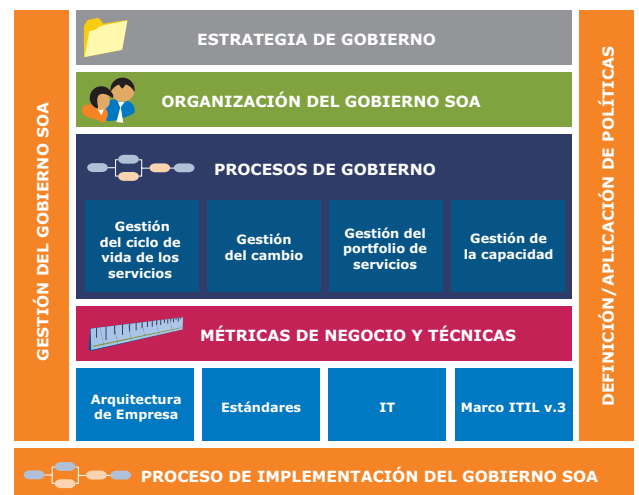 GESTIÓN DEL GOBIERNO SOA
ESTRATEGIA DE GOBIERNO
ORGANIZACIÓN DEL GOBIERNO SOA
PROCESOS DE GOBIERNO
Gestión
del ciclo de
vida de los
servicios
Gestión
del cambio
Gestión del
portfolio de
servicios
Gestión de
la capacidad
MÉTRICAS DE NEGOCIO Y TÉCNICAS
Arquitectura
de Empresa
Estándares
IT
Marco ITIL v.3
DEFINICIÓN/APLICACIÓN DE POLÍTICAS
PROCESO DE IMPLEMENTACIÓN DEL GOBIERNO SOA